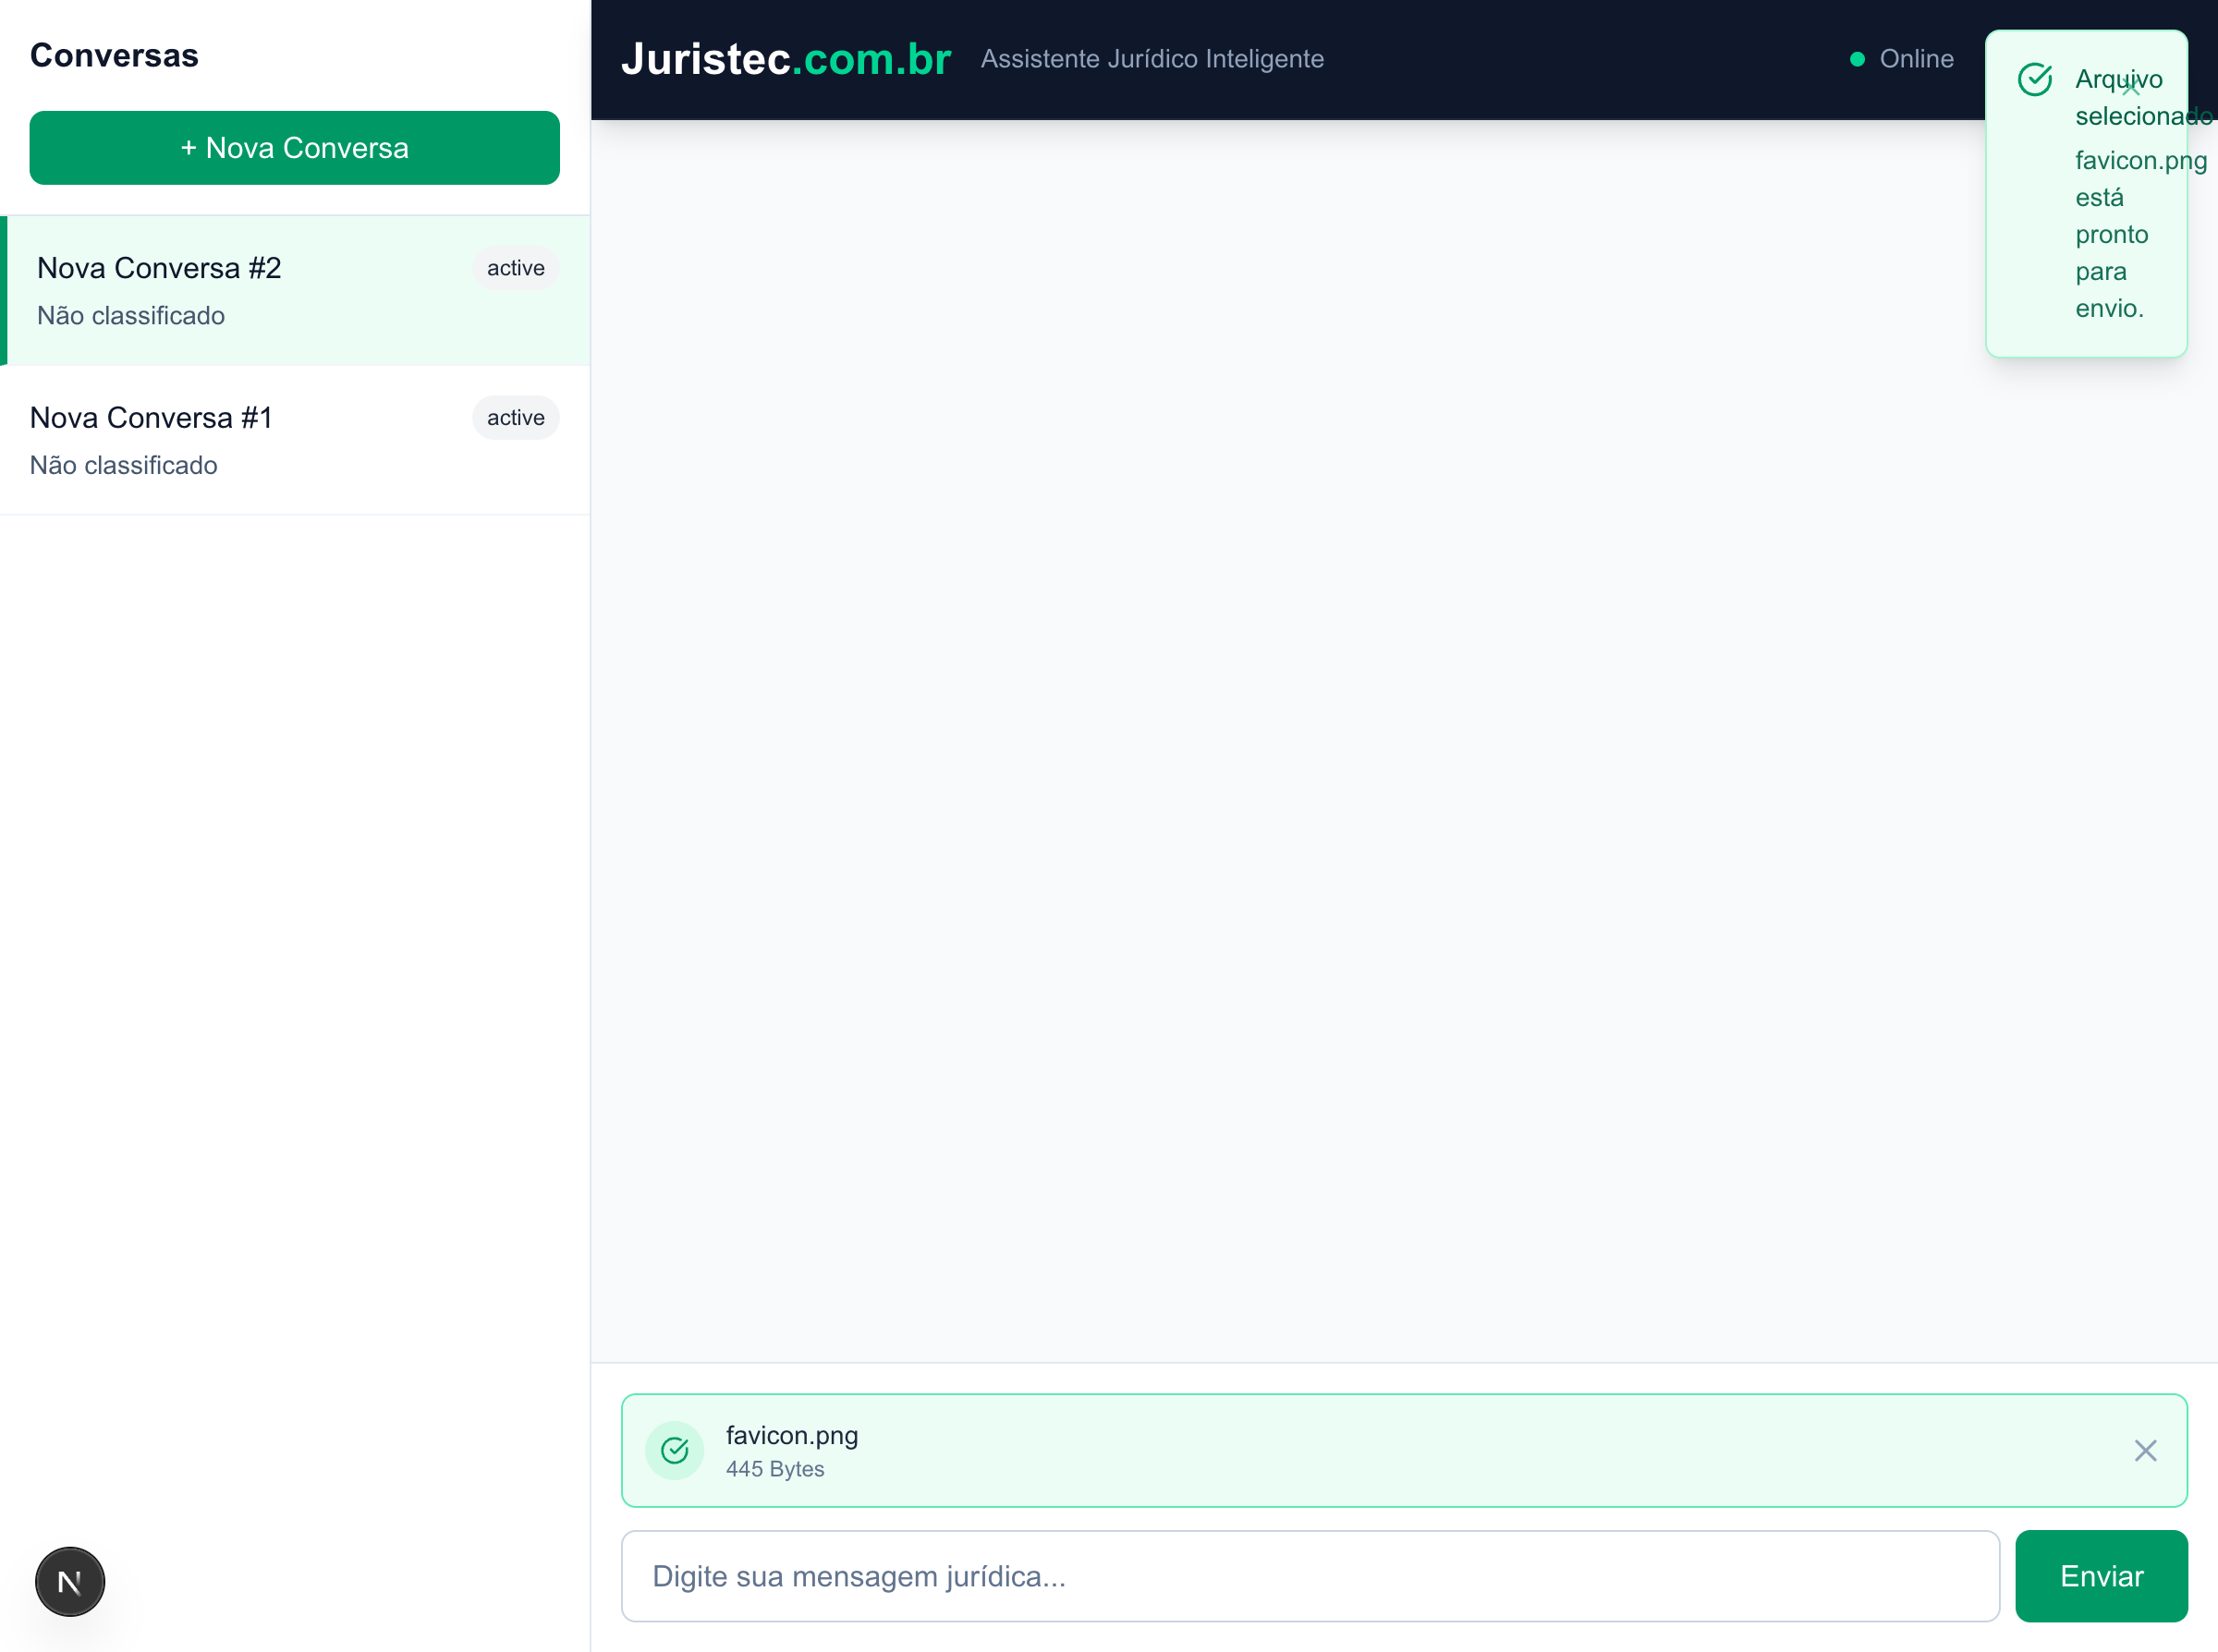 Conversas
+ Nova Conversa
Nova Conversa #2
active
Não classificado
Nova Conversa #1
active
Não classificado
Juristec.com.br
Assistente Jurídico Inteligente
Online
Arquivo
selecionado
favicon.png
está
pronto
para
envio.
favicon.png
445 Bytes
Digite sua mensagem jurídica...
Enviar
N